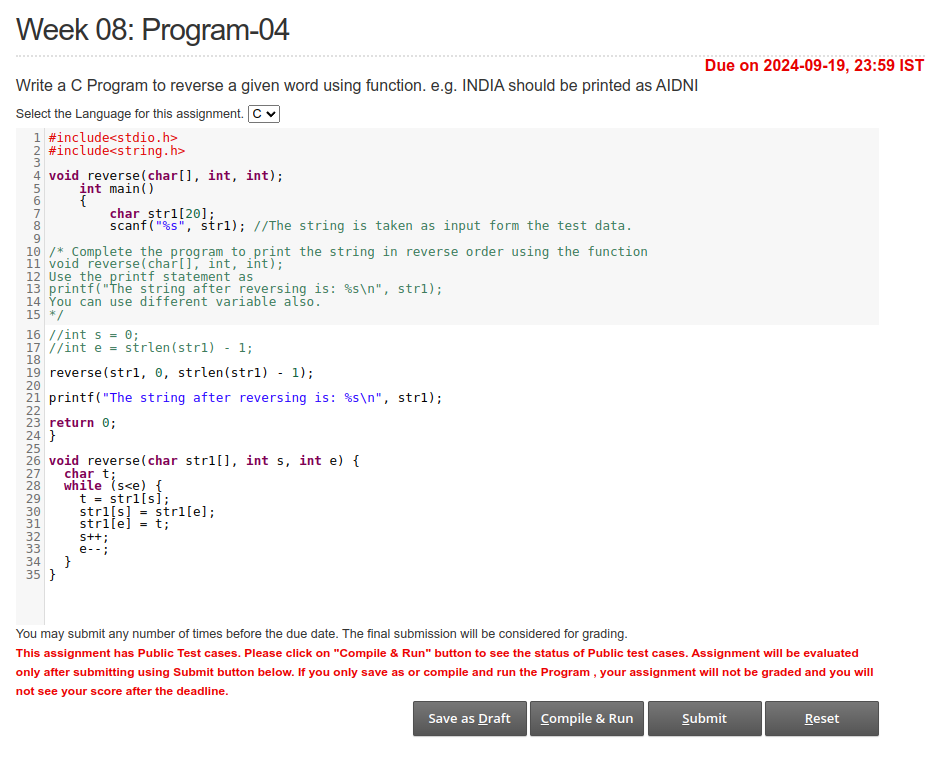 Week 08: Program-04
Due on 2024-09-19, 23:59 IST
Write a C Program to reverse a given word using function. e.g. INDIA should be printed as AIDNI
Select the Language for this assignment. C
1 #include<stdio.h>
2 #include<string.h>
3
4 void reverse(char[], int, int);
5     int main()
6     {
7         char str1[20];
8         scanf("%s", str1); //The string is taken as input form the test data.
9
10 /* Complete the program to print the string in reverse order using the function
11 void reverse(char[], int, int);
12 Use the printf statement as
13 printf("The string after reversing is: %s\n", str1);
14 You can use different variable also.
15 */
16 //int s = 0;
17 //int e = strlen(str1) - 1;
18
19 reverse(str1, 0, strlen(str1) - 1);
20
21 printf("The string after reversing is: %s\n", str1);
22
23 return 0;
24 }
25
26 void reverse(char str1[], int s, int e) {
27   char t;
28   while (s<e) {
29     t = str1[s];
30     str1[s] = str1[e];
31     str1[e] = t;
32     s++;
33     e--;
34   }
35 }
You may submit any number of times before the due date. The final submission will be considered for grading.
This assignment has Public Test cases. Please click on "Compile & Run" button to see the status of Public test cases. Assignment will be evaluated
only after submitting using Submit button below. If you only save as or compile and run the Program , your assignment will not be graded and you will
not see your score after the deadline.
Save as Draft Compile & Run Submit Reset